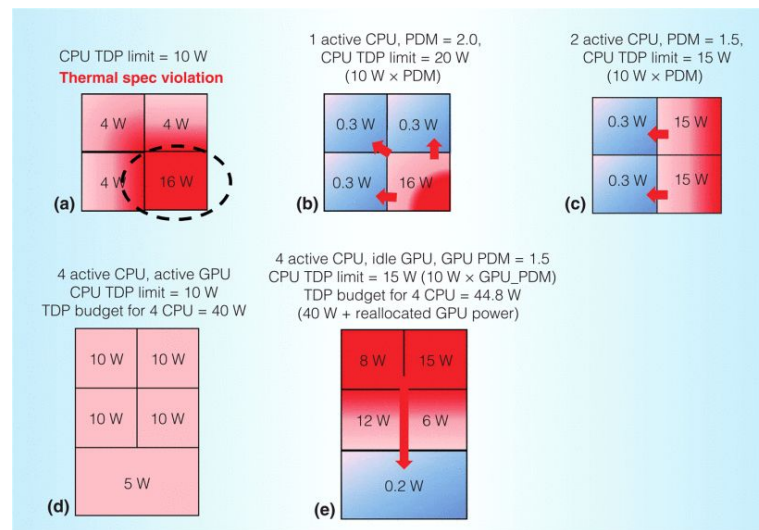 CPU TDP limit = 10 W
Thermal spec violation
4 W
4 W
4 W
16 W
(a)
1 active CPU, PDM = 2.0,
CPU TDP limit = 20 W
(10 W × PDM)
0.3 W
0.3 W
0.3 W
16 W
(b)
2 active CPU, PDM = 1.5,
CPU TDP limit = 15 W
(10 W × PDM)
0.3 W
15 W
0.3 W
15 W
(c)
4 active CPU, active GPU
CPU TDP limit = 10 W
TDP budget for 4 CPU = 40 W
10 W
10 W
10 W
10 W
5 W
(d)
4 active CPU, idle GPU, GPU PDM = 1.5
CPU TDP limit = 15 W (10 W × GPU_PDM)
TDP budget for 4 CPU = 44.8 W
(40 W + reallocated GPU power)
8 W
15 W
12 W
6 W
0.2 W
(e)